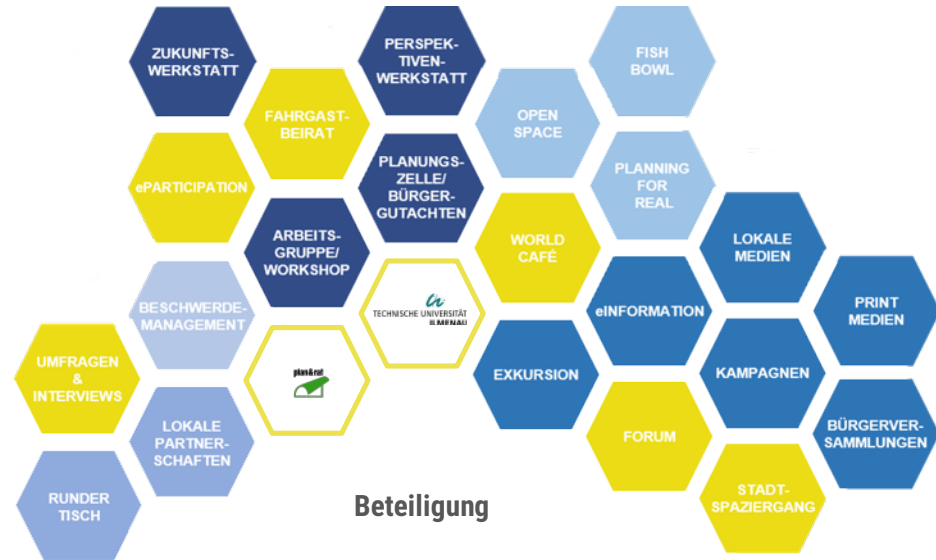 ZUKUNFTS-
WERKSTATT
PERSPEK-
TIVEN-
WERKSTATT
FISH
BOWL
FAHRGAST-
BEIRAT
OPEN
SPACE
ePARTICIPATION
PLANUNGS-
ZELLE/
BÜRGER-
GUTACHTEN
PLANNING
FOR
REAL
ARBEITS-
GRUPPE/
WORKSHOP
WORLD
CAFÉ
LOKALE
MEDIEN
BESCHWERDE-
MANAGEMENT
TECHNISCHE UNIVERSITÄT
ILMENAU
eINFORMATION
PRINT
MEDIEN
UMFRAGEN
&
INTERVIEWS
plan&rat
EXKURSION
KAMPAGNEN
LOKALE
PARTNER-
SCHAFTEN
FORUM
BÜRGERVER-
SAMMLUNGEN
RUNDER
TISCH
Beteiligung
STADT-
SPAZIERGANG